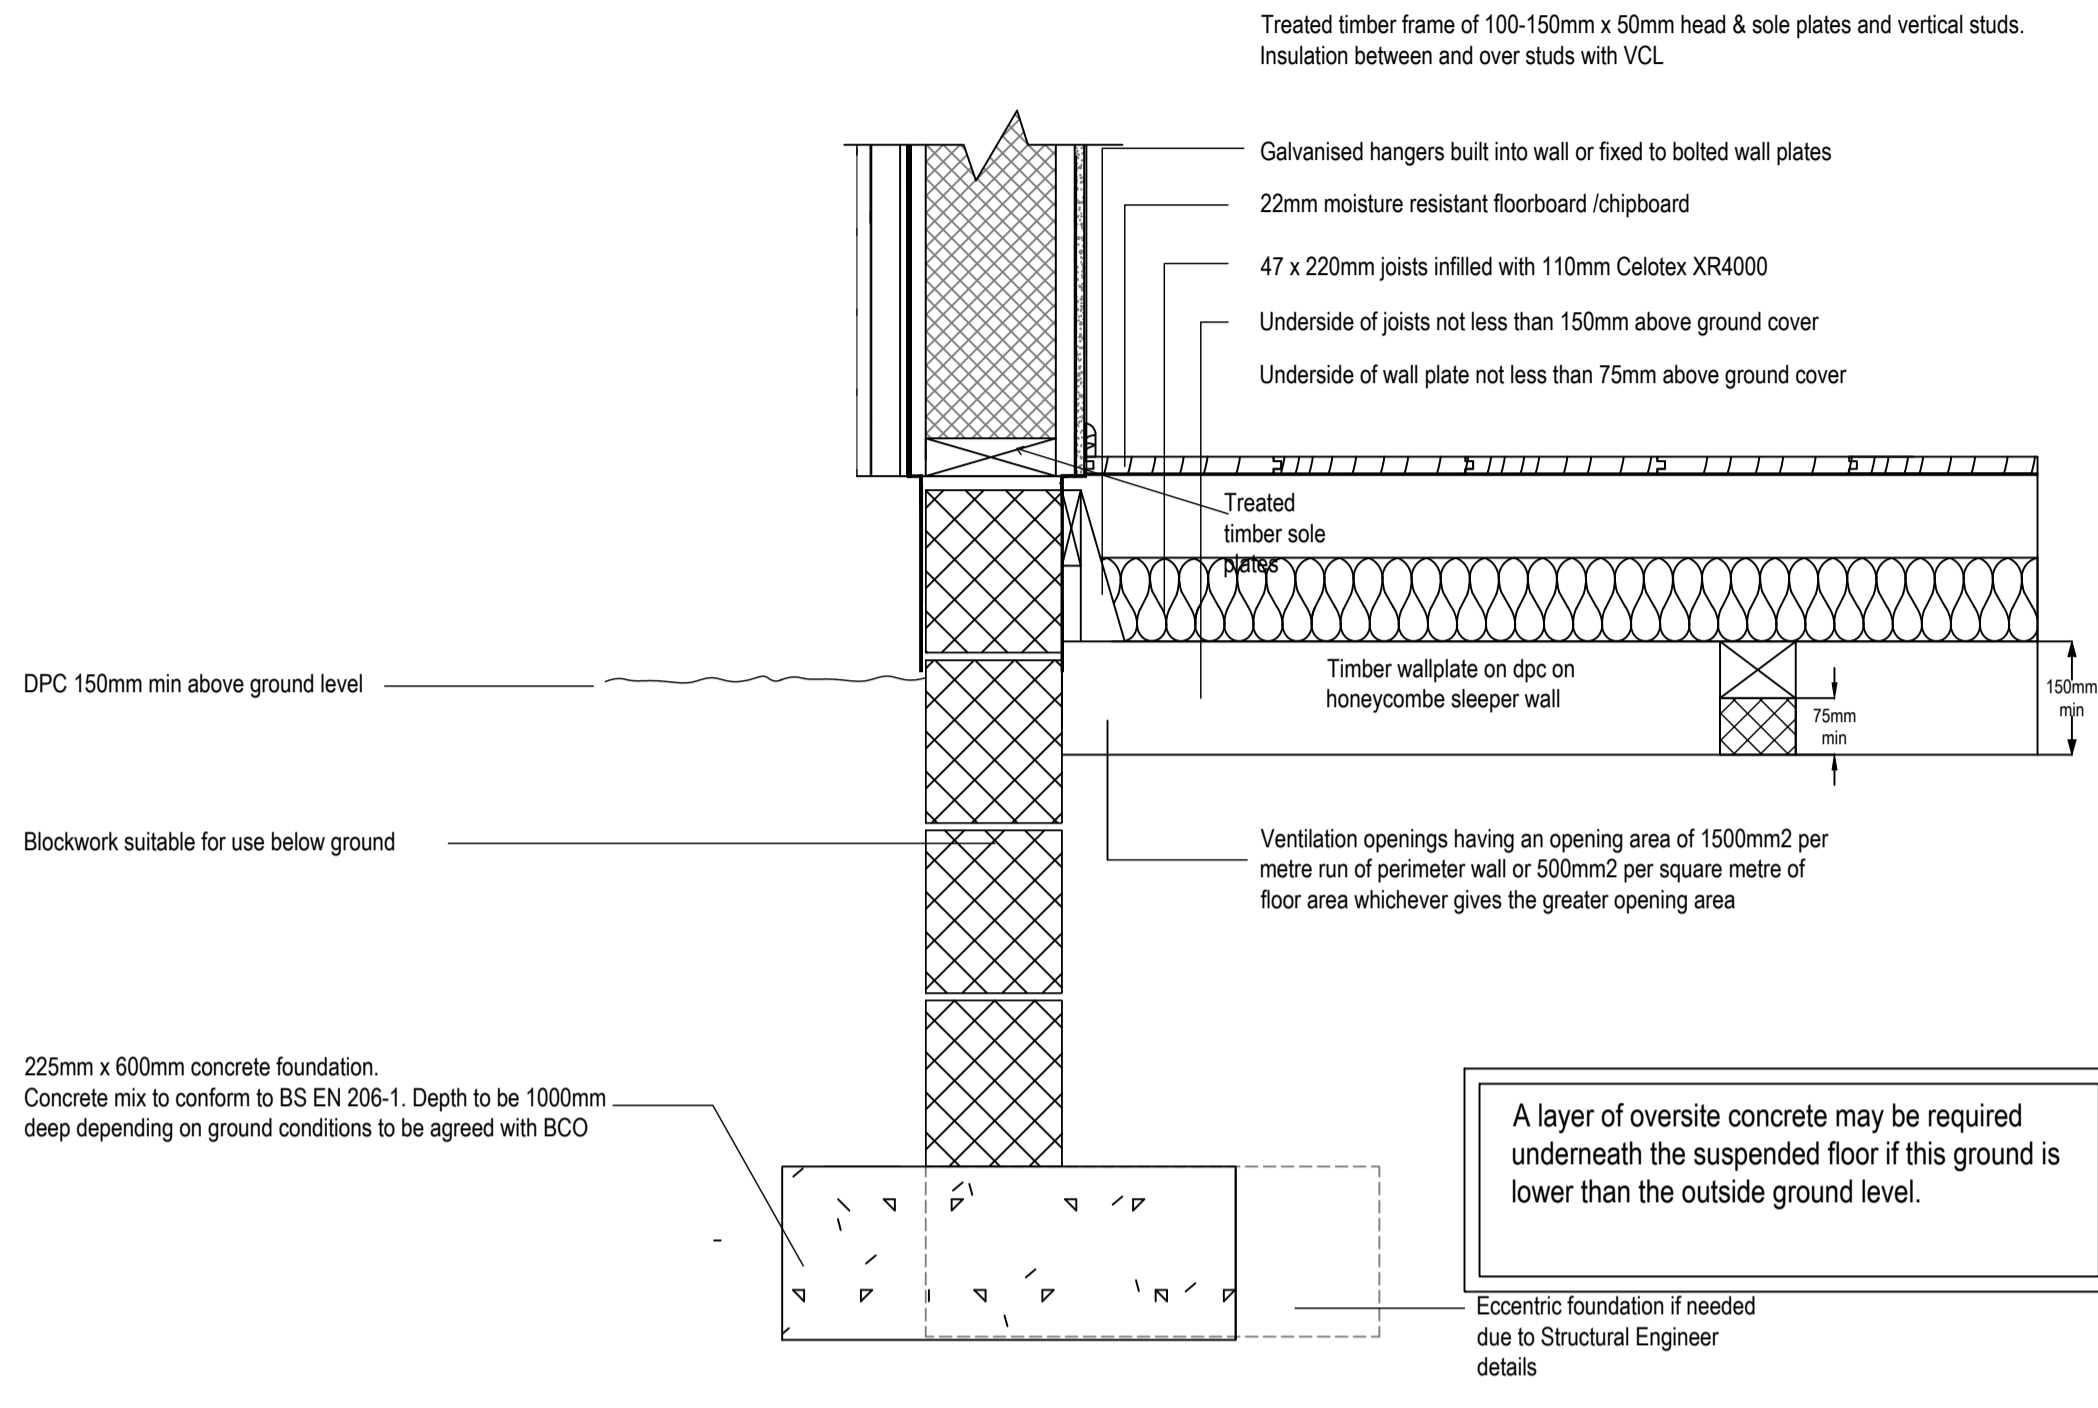 Treated timber frame of 100-150mm x 50mm head & sole plates and vertical studs.
Insulation between and over studs with VCL
Galvanised hangers built into wall or fixed to bolted wall plates
22mm moisture resistant floorboard /chipboard
47 x 220mm joists infilled with 110mm Celotex XR4000
Underside of joists not less than 150mm above ground cover
Underside of wall plate not less than 75mm above ground cover
Treated
timber sole
plates
DPC 150mm min above ground level
Timber wallplate on dpc on
honeycombe sleeper wall
75mm
min
150mm
min
Blockwork suitable for use below ground
Ventilation openings having an opening area of 1500mm2 per
metre run of perimeter wall or 500mm2 per square metre of
floor area whichever gives the greater opening area
225mm x 600mm concrete foundation.
Concrete mix to conform to BS EN 206-1. Depth to be 1000mm
deep depending on ground conditions to be agreed with BCO
A layer of oversite concrete may be required
underneath the suspended floor if this ground is
lower than the outside ground level.
Eccentric foundation if needed
due to Structural Engineer
details